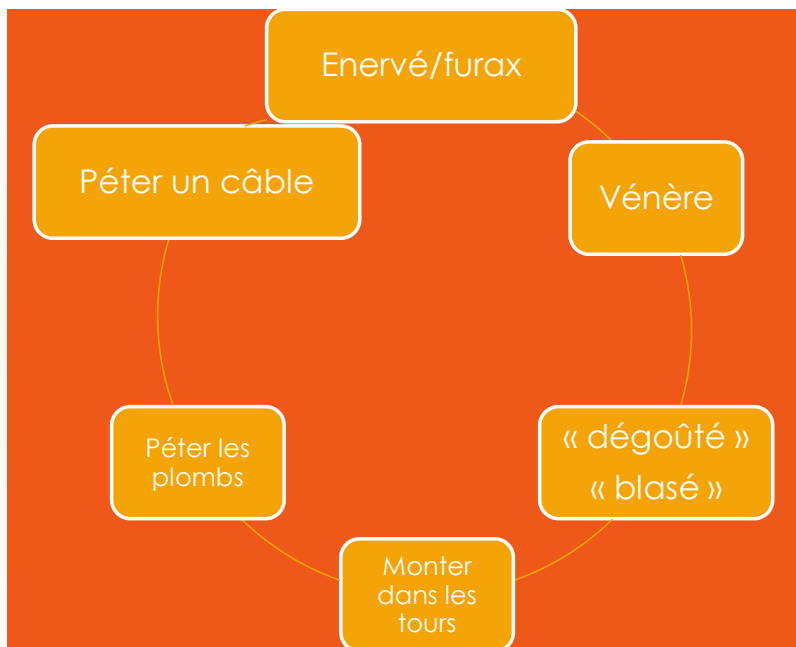 Enervé/furax
Péter un câble
Vénère
« dégoûté »
« blasé »
Péter les
plombs
Monter
dans les
tours